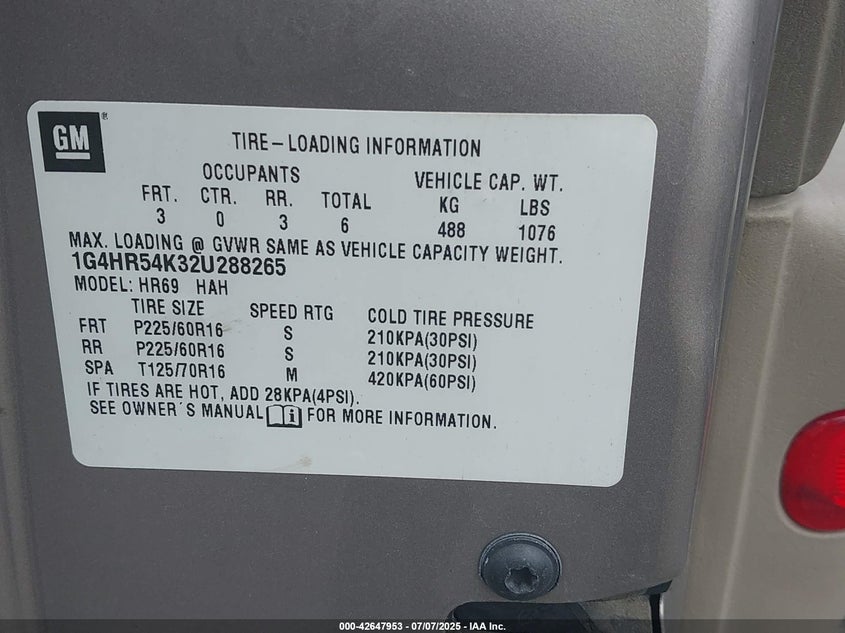 GM®
TIRE–LOADING INFORMATION
OCCUPANTS VEHICLE CAP. WT.
FRT. CTR. RR. TOTAL KG LBS
3 0 3 6 488 1076
MAX. LOADING @ GVWR SAME AS VEHICLE CAPACITY WEIGHT.
1G4HR54K32U288265
MODEL: HR69 HAH
TIRE SIZE SPEED RTG COLD TIRE PRESSURE
FRT P225/60R16 S 210KPA(30PSI)
RR P225/60R16 S 210KPA(30PSI)
SPA T125/70R16 M 420KPA(60PSI)
IF TIRES ARE HOT, ADD 28KPA(4PSI).
SEE OWNER´S MANUAL FOR MORE INFORMATION.
000-42647953 - 07/07/2025 - IAA Inc.